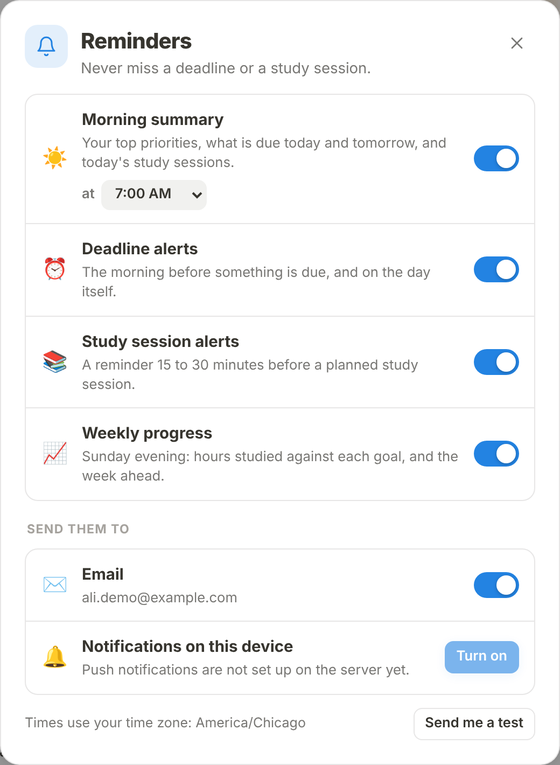 Reminders
Never miss a deadline or a study session.
Morning summary
Your top priorities, what is due today and tomorrow, and
today's study sessions.
at 7:00 AM
Deadline alerts
The morning before something is due, and on the day
itself.
Study session alerts
A reminder 15 to 30 minutes before a planned study
session.
Weekly progress
Sunday evening: hours studied against each goal, and the
week ahead.
SEND THEM TO
Email
ali.demo@example.com
Notifications on this device
Push notifications are not set up on the server yet.
Turn on
Times use your time zone: America/Chicago
Send me a test